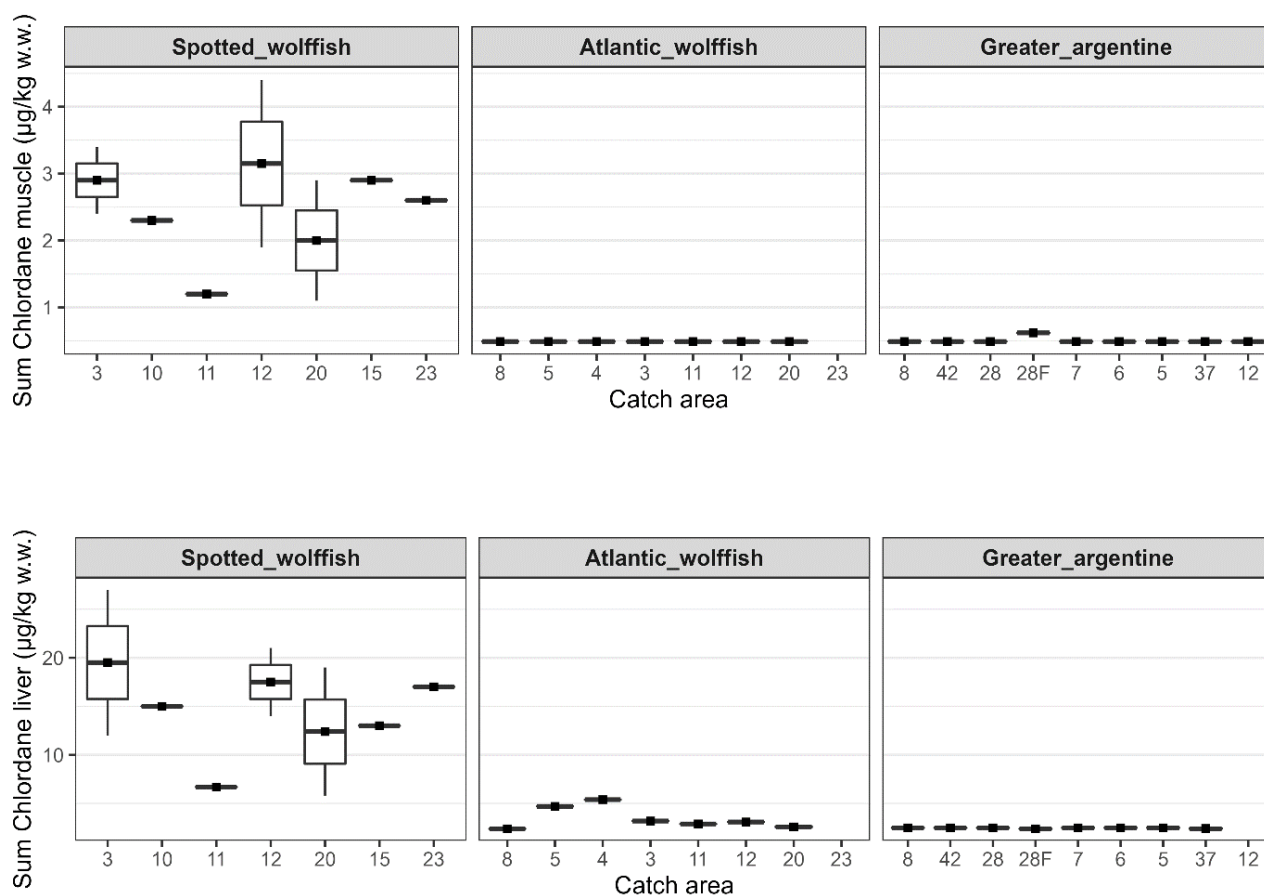 Spotted_wolffish Atlantic_wolffish Greater_argentine
Sum Chlordane muscle (µg/kg w.w.)
4
3
2
1
3 10 11 12 20 15 23 8 5 4 3 11 12 20 23 8 42 28 28F 7 6 5 37 12
Catch area
Spotted_wolffish Atlantic_wolffish Greater_argentine
Sum Chlordane liver (µg/kg w.w.)
20
10
3 10 11 12 20 15 23 8 5 4 3 11 12 20 23 8 42 28 28F 7 6 5 37 12
Catch area